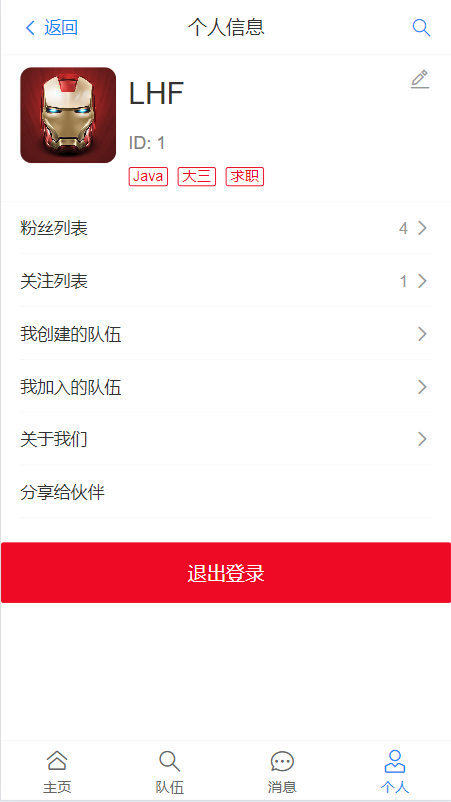 返回 个人信息
LHF
ID: 1
Java 大三 求职
粉丝列表 4
关注列表 1
我创建的队伍
我加入的队伍
关于我们
分享给伙伴
退出登录
主页 队伍 消息 个人